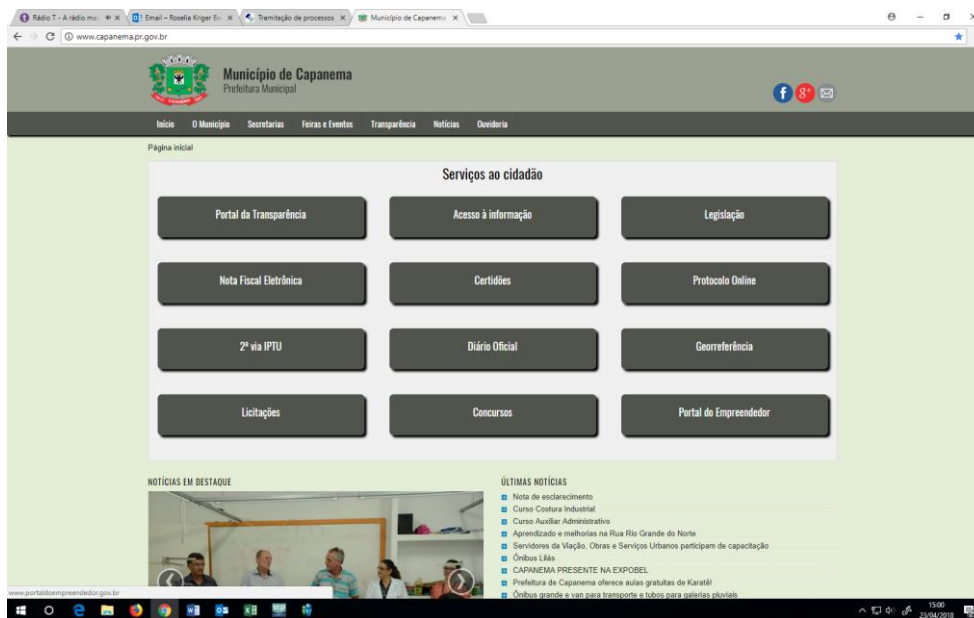 Rádio T - A rádio mai
Email – Roselia Kriger Be
Tramitação de processos
Município de Capanema
www.capanema.pr.gov.br
Município de Capanema
Prefeitura Municipal
Início O Município Secretarias Feiras e Eventos Transparência Notícias Ouvidoria
Página inicial
Serviços ao cidadão
Portal da Transparência Acesso à informação Legislação
Nota Fiscal Eletrônica Certidões Protocolo Online
2ª via IPTU Diário Oficial Georreferência
Licitações Concursos Portal do Empreendedor
NOTÍCIAS EM DESTAQUE
ÚLTIMAS NOTÍCIAS
Nota de esclarecimento
Curso Costura Industrial
Curso Auxiliar Administrativo
Aprendizado e melhorias na Rua Rio Grande do Norte
Servidores da Viação, Obras e Serviços Urbanos participam de capacitação
Ônibus Lilás
CAPANEMA PRESENTE NA EXPOBEL
Prefeitura de Capanema oferece aulas gratuitas de Karatê!
Ônibus grande e van para transporte e tubos para galerias pluviais
www.portaldoempreendedor.gov.br
15:00
23/04/2018